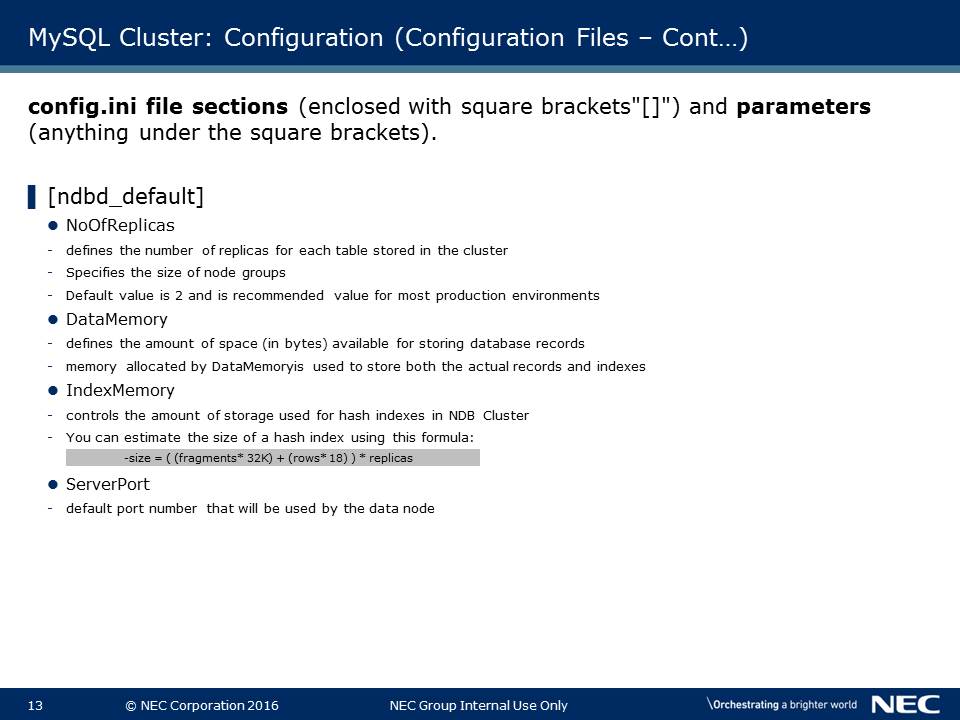 MySQL Cluster: Configuration (Configuration Files – Cont…)
config.ini file sections (enclosed with square brackets"[]") and parameters
(anything under the square brackets).
[ndbd_default]
NoOfReplicas
- defines the number of replicas for each table stored in the cluster
- Specifies the size of node groups
- Default value is 2 and is recommended value for most production environments
DataMemory
- defines the amount of space (in bytes) available for storing database records
- memory allocated by DataMemoryis used to store both the actual records and indexes
IndexMemory
- controls the amount of storage used for hash indexes in NDB Cluster
- You can estimate the size of a hash index using this formula:
-size = ( (fragments* 32K) + (rows* 18) ) * replicas
ServerPort
- default port number that will be used by the data node
13 © NEC Corporation 2016 NEC Group Internal Use Only \Orchestrating a brighter world NEC